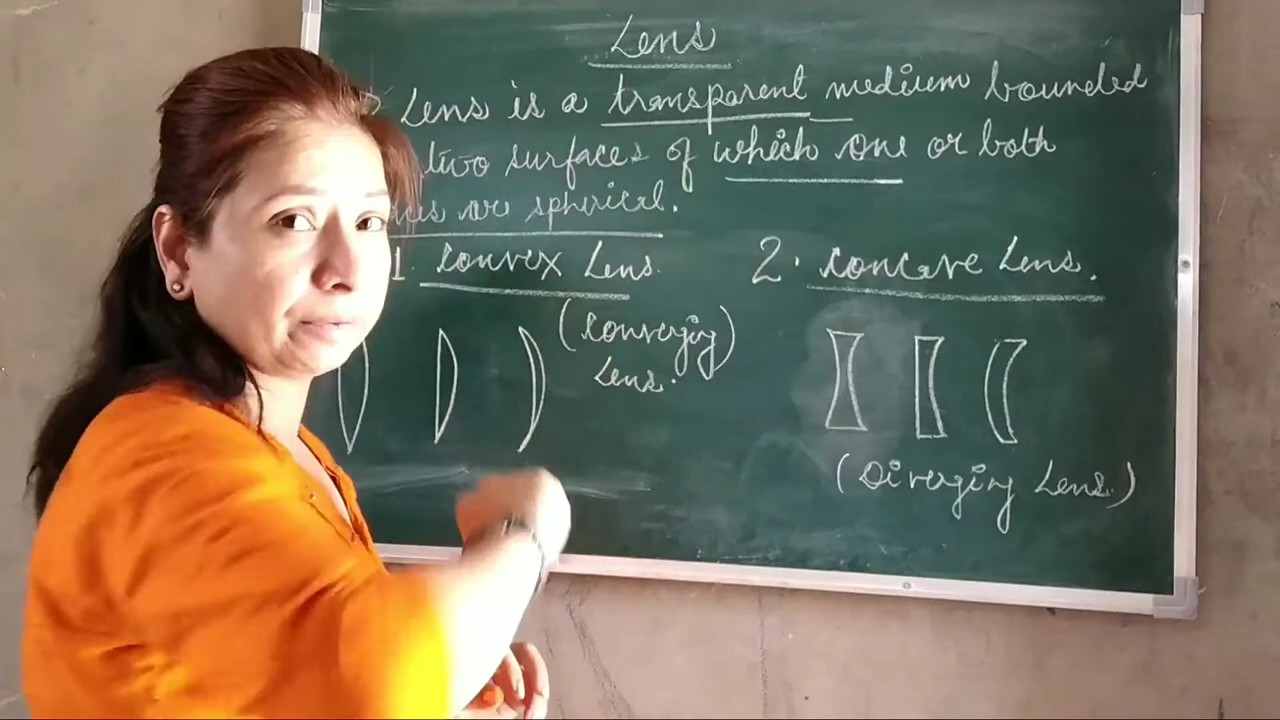 Lens
Lens is a transparent medium bounded
two surfaces of which one or both
are spherical.
1. Convex Lens.
2. Concave Lens.
(Converging
Lens.)
(Diverging Lens.)